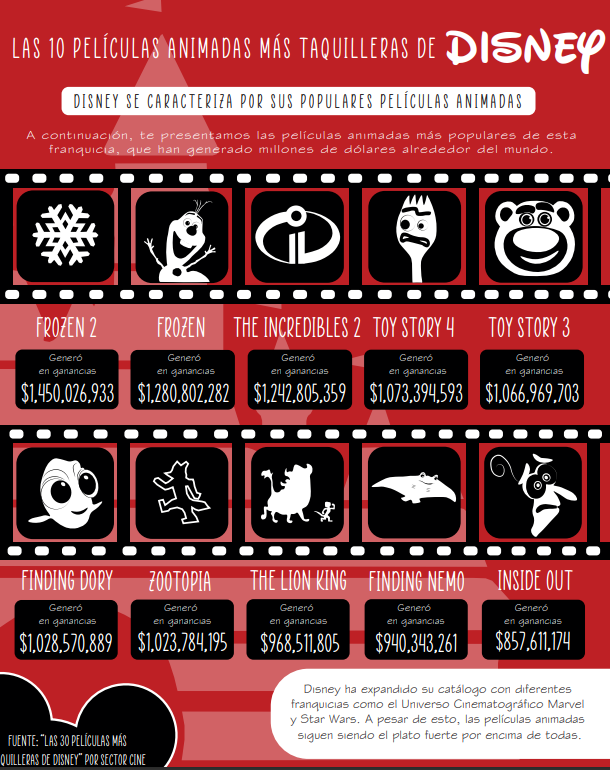 LAS 10 PELÍCULAS ANIMADAS MÁS TAQUILLERAS DE DISNEY
DISNEY SE CARACTERIZA POR SUS POPULARES PELÍCULAS ANIMADAS
A continuación, te presentamos las películas animadas más populares de esta
franquicia, que han generado millones de dólares alrededor del mundo.
FROZEN 2 FROZEN THE INCREDIBLES 2 TOY STORY 4 TOY STORY 3
Generó Generó Generó Generó Generó
en ganancias en ganancias en ganancias en ganancias en ganancias
$1,450,026,933 $1,280,802,282 $1,242,805,359 $1,073,394,593 $1,066,969,703
FINDING DORY ZOOTOPIA THE LION KING FINDING NEMO INSIDE OUT
Generó Generó Generó Generó Generó
en ganancias en ganancias en ganancias en ganancias en ganancias
$1,028,570,889 $1,023,784,195 $968,511,805 $940,343,261 $857,611,174
Disney ha expandido su catálogo con diferentes
franquicias como el Universo Cinematográfico Marvel
y Star Wars. A pesar de esto, las películas animadas
siguen siendo el plato fuerte por encima de todas.
FUENTE: "LAS 30 PELÍCULAS MÁS
QUILLERAS DE DISNEY" POR SECTOR CINE